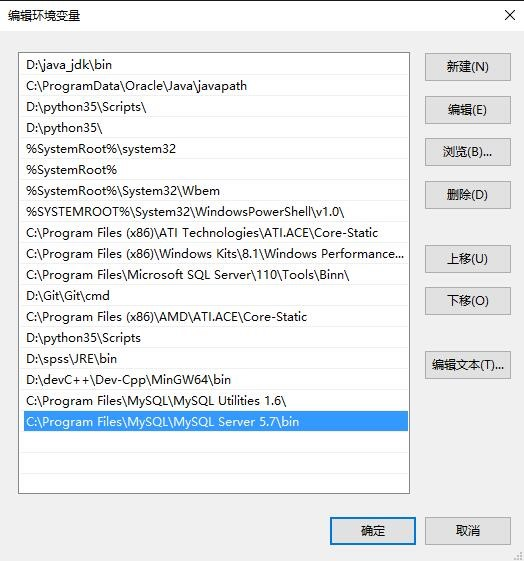 编辑环境变量
D:\java_jdk\bin
C:\ProgramData\Oracle\Java\javapath
D:\python35\Scripts\
D:\python35\
%SystemRoot%\system32
%SystemRoot%
%SystemRoot%\System32\Wbem
%SYSTEMROOT%\System32\WindowsPowerShell\v1.0\
C:\Program Files (x86)\ATI Technologies\ATI.ACE\Core-Static
C:\Program Files (x86)\Windows Kits\8.1\Windows Performance...
C:\Program Files\Microsoft SQL Server\110\Tools\Binn\
D:\Git\Git\cmd
C:\Program Files (x86)\AMD\ATI.ACE\Core-Static
D:\python35\Scripts
D:\spss\JRE\bin
D:\devC++\Dev-Cpp\MinGW64\bin
C:\Program Files\MySQL\MySQL Utilities 1.6\
C:\Program Files\MySQL\MySQL Server 5.7\bin
新建(N)
编辑(E)
浏览(B)...
删除(D)
上移(U)
下移(O)
编辑文本(T)...
确定
取消